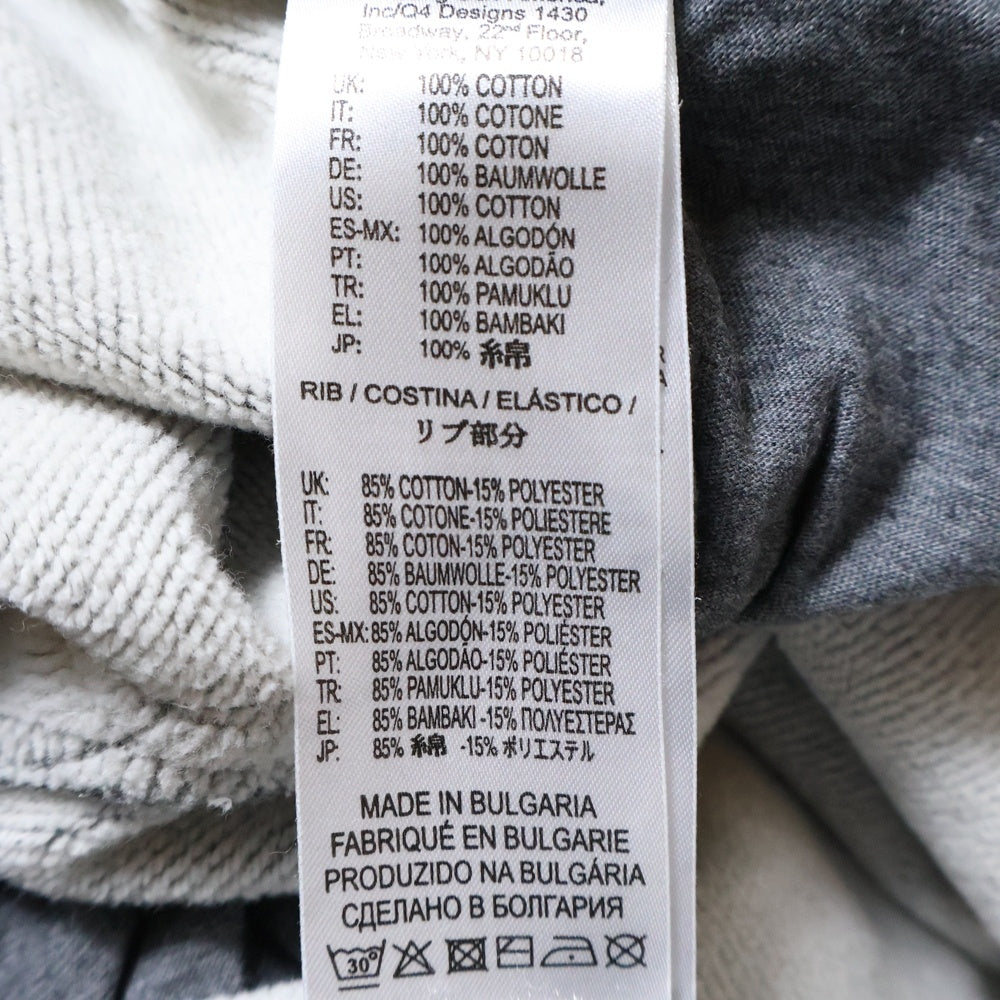 Inc/Q4 Designs 1430
Broadway, 22nd Floor,
New York, NY 10018
UK: 100% COTTON
IT: 100% COTONE
FR: 100% COTON
DE: 100% BAUMWOLLE
US: 100% COTTON
ES-MX: 100% ALGODÓN
PT: 100% ALGODÃO
TR: 100% PAMUKLU
EL: 100% BAMBAKI
JP: 100% 綿
RIB / COSTINA / ELÁSTICO /
リブ部分
UK: 85% COTTON-15% POLYESTER
IT: 85% COTONE-15% POLIESTERE
FR: 85% COTON-15% POLYESTER
DE: 85% BAUMWOLLE-15% POLYESTER
US: 85% COTTON-15% POLYESTER
ES-MX: 85% ALGODÓN-15% POLIÉSTER
PT: 85% ALGODÃO-15% POLIÉSTER
TR: 85% PAMUKLU-15% POLYESTER
EL: 85% BAMBAKI -15% ΠΟΛΥΕΣΤΕΡΑΣ
JP: 85% 綿 -15% ポリエステル
MADE IN BULGARIA
FABRIQUÉ EN BULGARIE
PRODUZIDO NA BULGÁRIA
СДЕЛАНО В БОЛГАРИЯ
30°